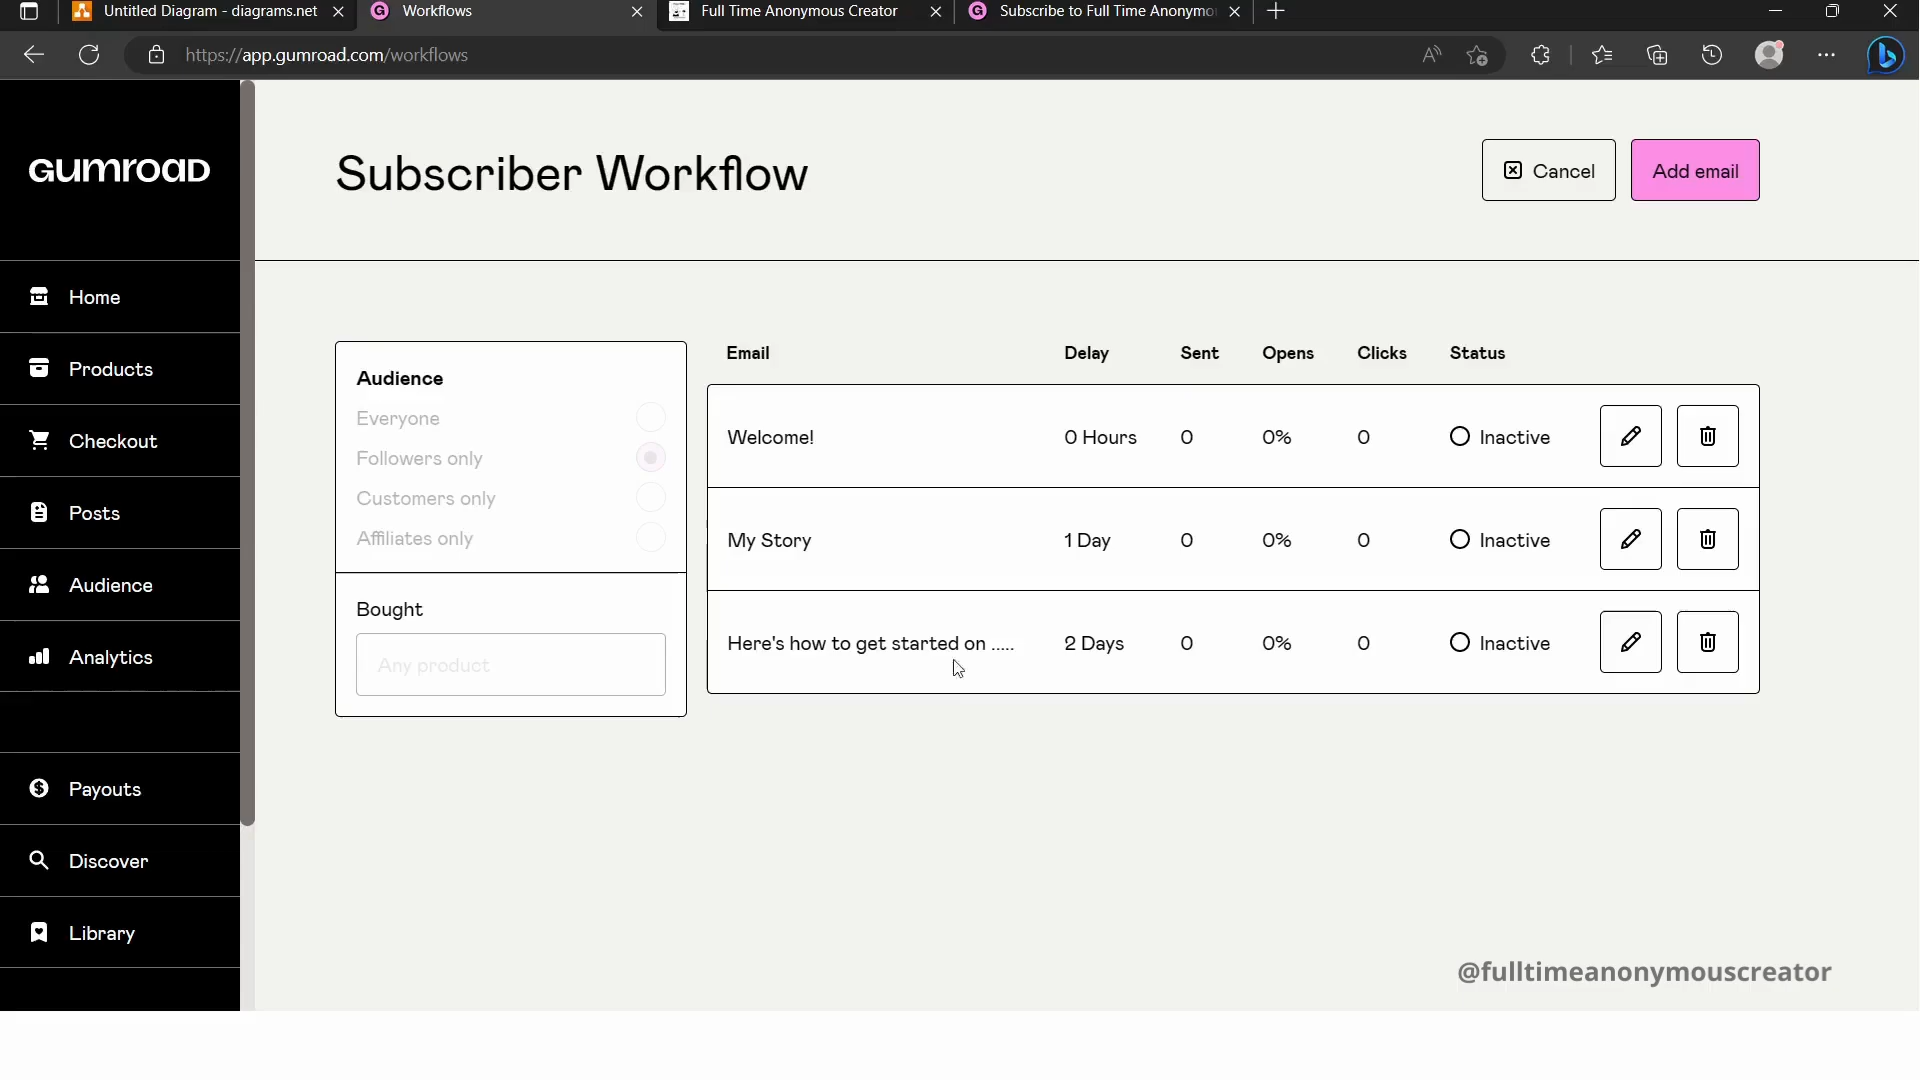 Untitled Diagram - diagrams.net
Workflows
Full Time Anonymous Creator
Subscribe to Full Time Anonymo
https://app.gumroad.com/workflows
GUMROAD
Home
Products
Checkout
Posts
Audience
Analytics
Payouts
Discover
Library
Subscriber Workflow
Cancel
Add email
Audience
Everyone
Followers only
Customers only
Affiliates only
Bought
Any product
Email Delay Sent Opens Clicks Status
Welcome! 0 Hours 0 0% 0 Inactive
My Story 1 Day 0 0% 0 Inactive
Here's how to get started on ..... 2 Days 0 0% 0 Inactive
@fulltimeanonymouscreator